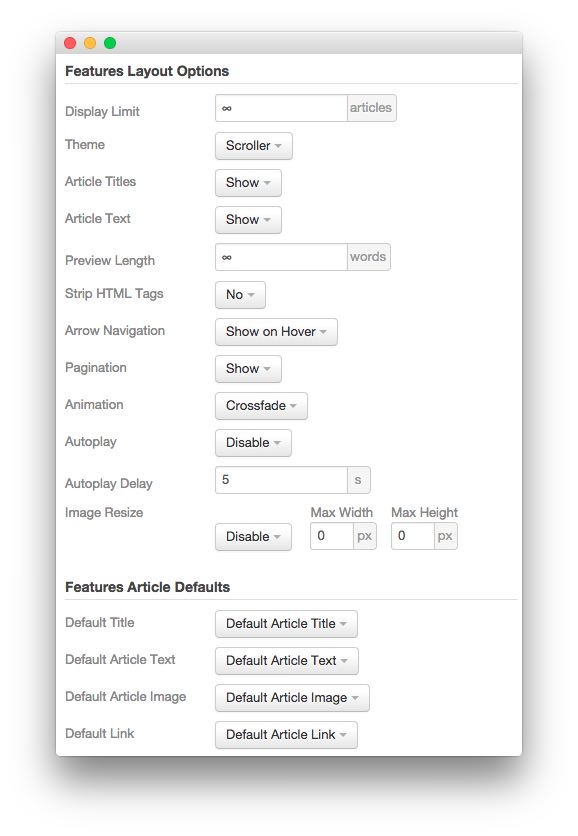 Features Layout Options
Display Limit ∞ articles
Theme Scroller
Article Titles Show
Article Text Show
Preview Length ∞ words
Strip HTML Tags No
Arrow Navigation Show on Hover
Pagination Show
Animation Crossfade
Autoplay Disable
Autoplay Delay 5 s
Image Resize Max Width Max Height
Disable 0 px 0 px
Features Article Defaults
Default Title Default Article Title
Default Article Text Default Article Text
Default Article Image Default Article Image
Default Link Default Article Link